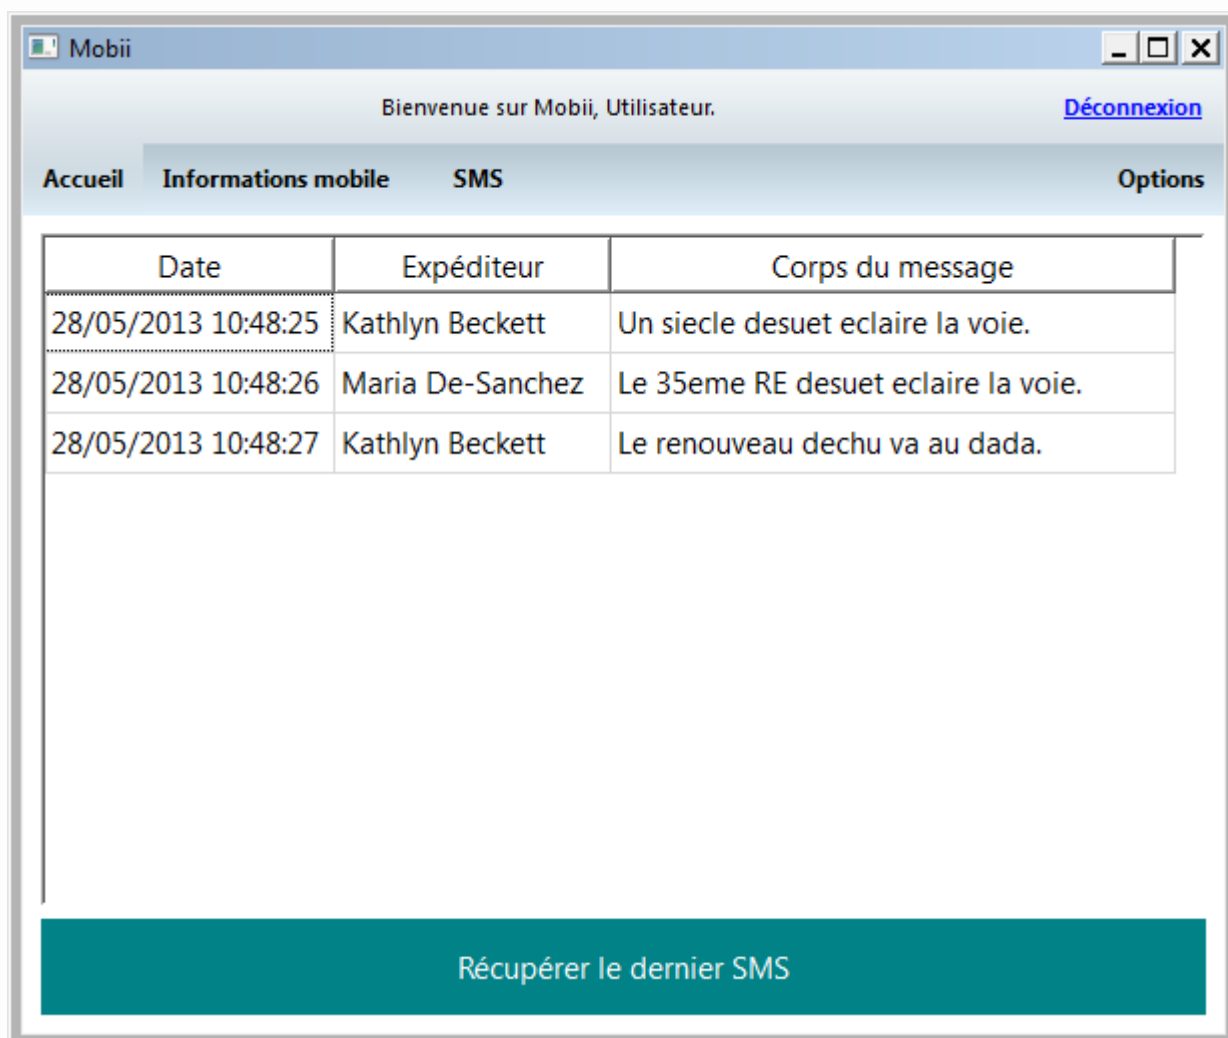 Mobii
Bienvenue sur Mobii, Utilisateur. Déconnexion
Accueil Informations mobile SMS Options
Date Expéditeur Corps du message
28/05/2013 10:48:25 Kathlyn Beckett Un siecle desuet eclaire la voie.
28/05/2013 10:48:26 Maria De-Sanchez Le 35eme RE desuet eclaire la voie.
28/05/2013 10:48:27 Kathlyn Beckett Le renouveau dechu va au dada.
Récupérer le dernier SMS